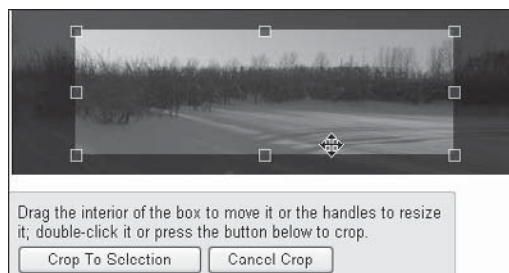 Drag the interior of the box to move it or the handles to resize
it; double-click it or press the button below to crop.
Crop To Selection
Cancel Crop